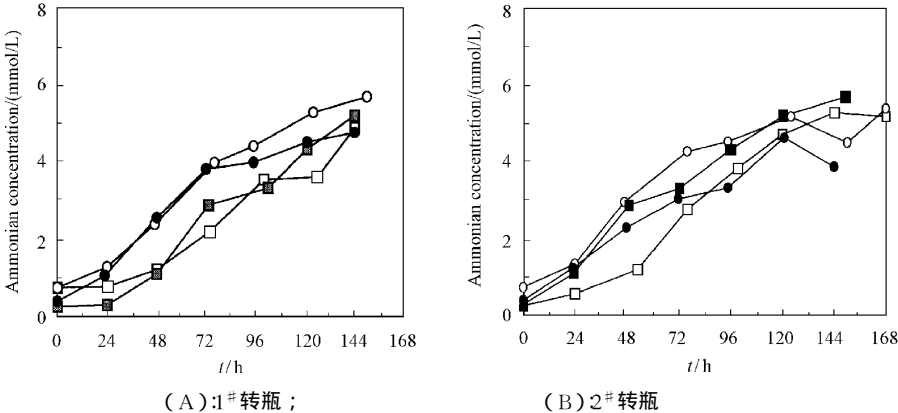 Ammonian concentration/(mmol/L)
8
6
4
2
0
0 24 48 72 96 120 144 168
t/h
(A):1#转瓶;
Ammonian concentration/(mmol/L)
8
6
4
2
0
0 24 48 72 96 120 144 168
t/h
(B):2#转瓶